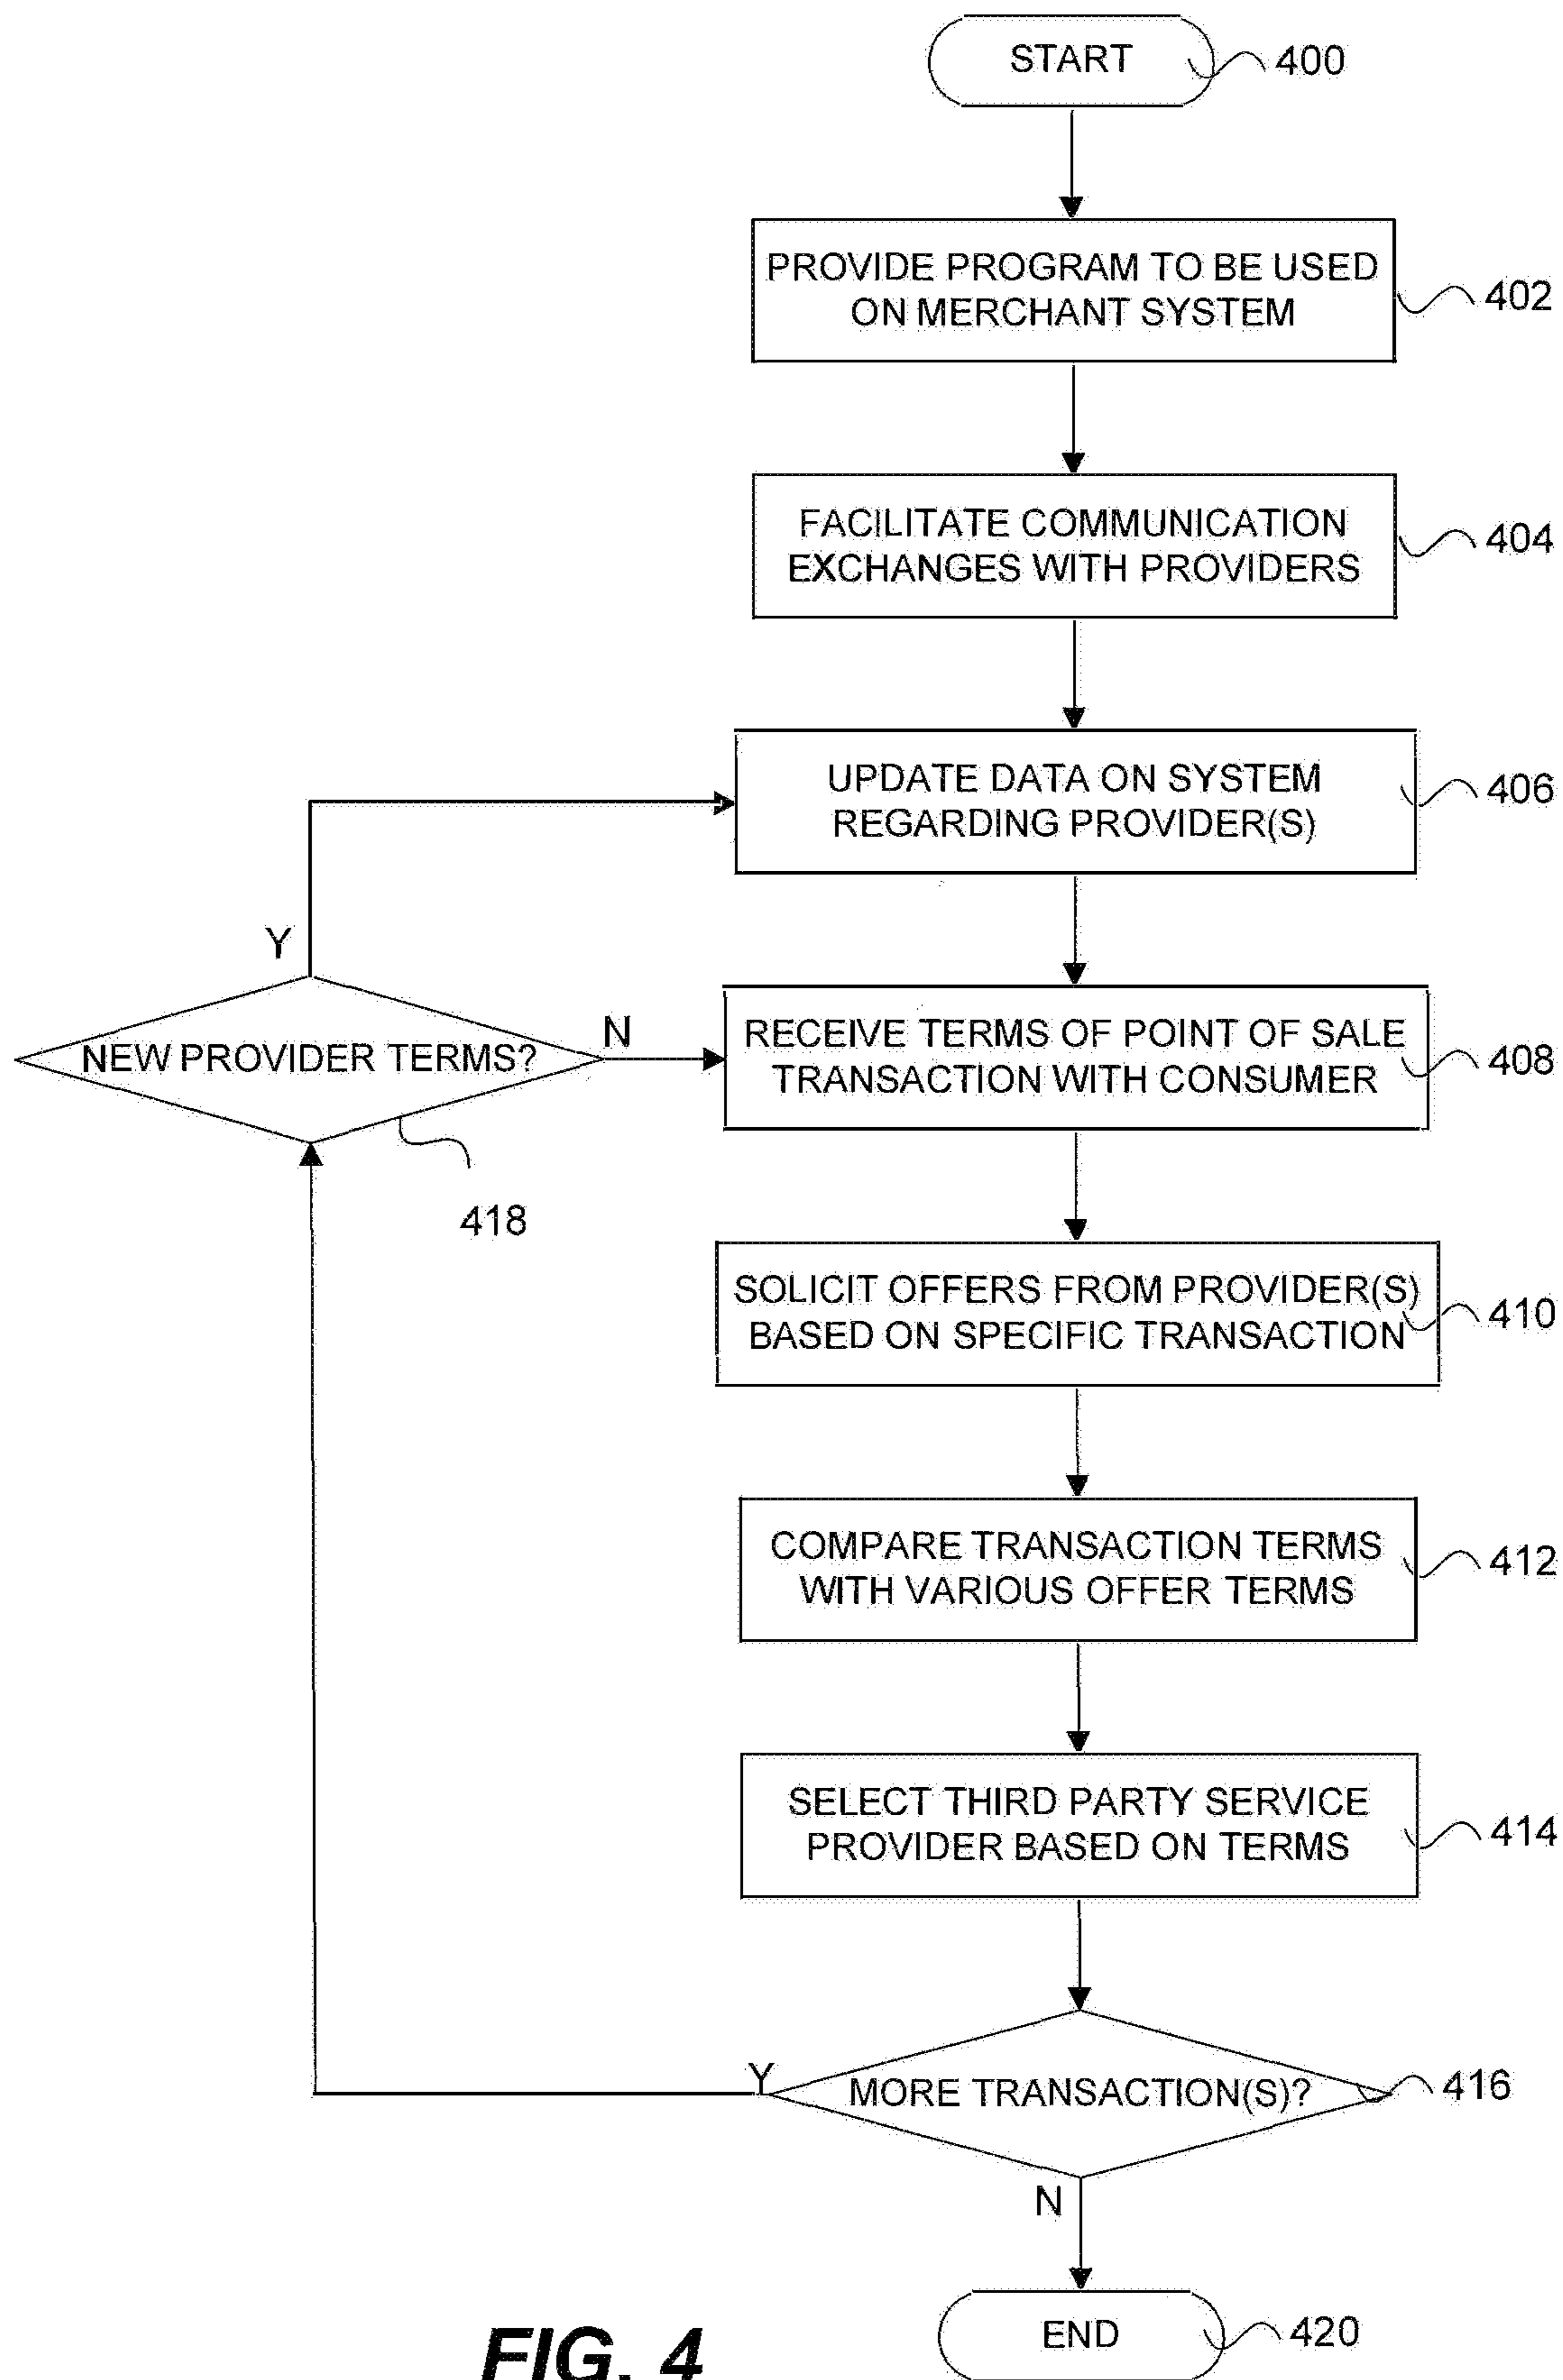 START
400
PROVIDE PROGRAM TO BE USED
ON MERCHANT SYSTEM
402
FACILITATE COMMUNICATION
EXCHANGES WITH PROVIDERS
404
UPDATE DATA ON SYSTEM
REGARDING PROVIDER(S)
406
Y
NEW PROVIDER TERMS?
N
418
RECEIVE TERMS OF POINT OF SALE
TRANSACTION WITH CONSUMER
408
SOLICIT OFFERS FROM PROVIDER(S)
BASED ON SPECIFIC TRANSACTION
410
COMPARE TRANSACTION TERMS
WITH VARIOUS OFFER TERMS
412
SELECT THIRD PARTY SERVICE
PROVIDER BASED ON TERMS
414
Y
MORE TRANSACTION(S)?
416
N
END
420
FIG. 4